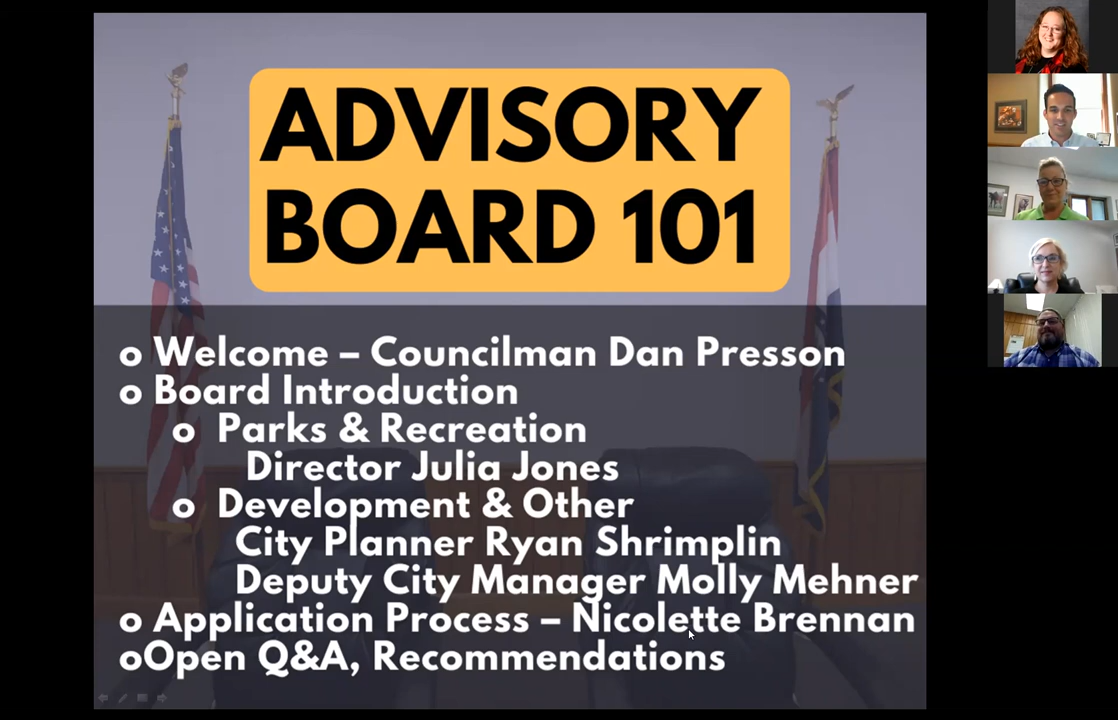 ADVISORY
BOARD 101
o Welcome – Councilman Dan Presson
o Board Introduction
o Parks & Recreation
Director Julia Jones
o Development & Other
City Planner Ryan Shrimplin
Deputy City Manager Molly Mehner
o Application Process – Nicolette Brennan
oOpen Q&A, Recommendations